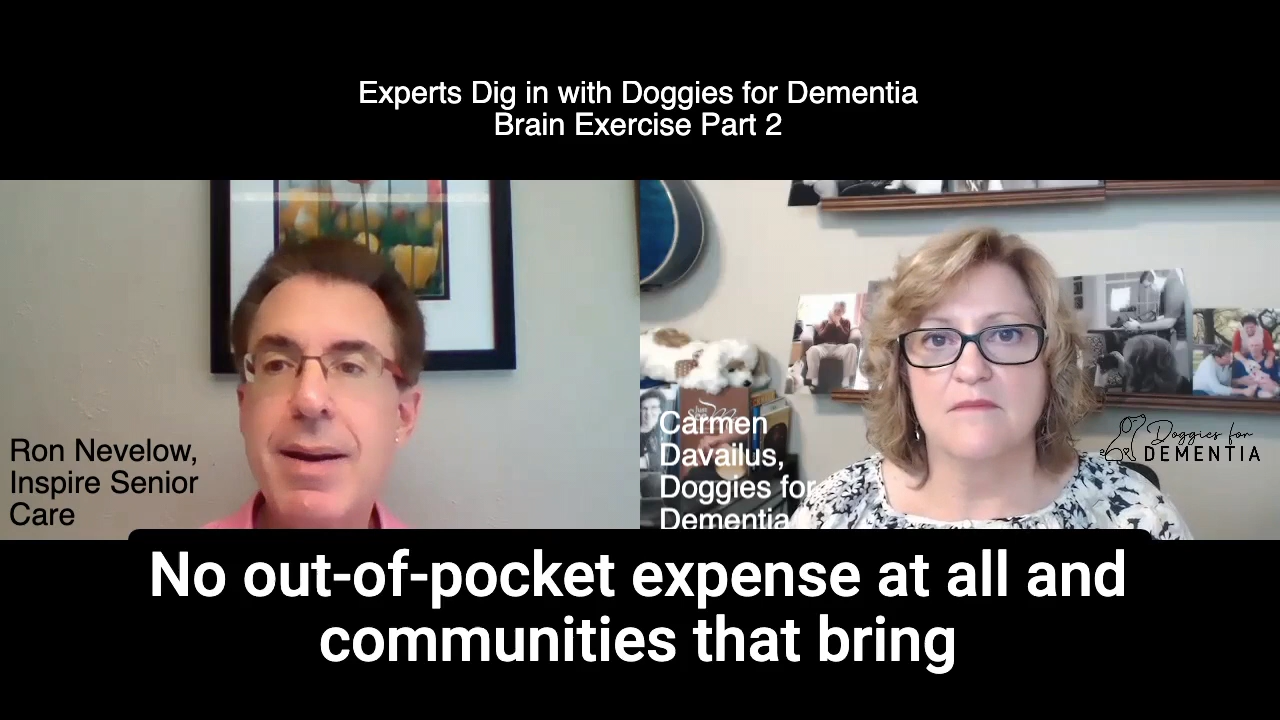 Experts Dig in with Doggies for Dementia
Brain Exercise Part 2
Ron Nevelow,
Inspire Senior
Care
Carmen
Davailus,
Doggies for
Dementia
Doggies for
DEMENTIA
No out-of-pocket expense at all and
communities that bring